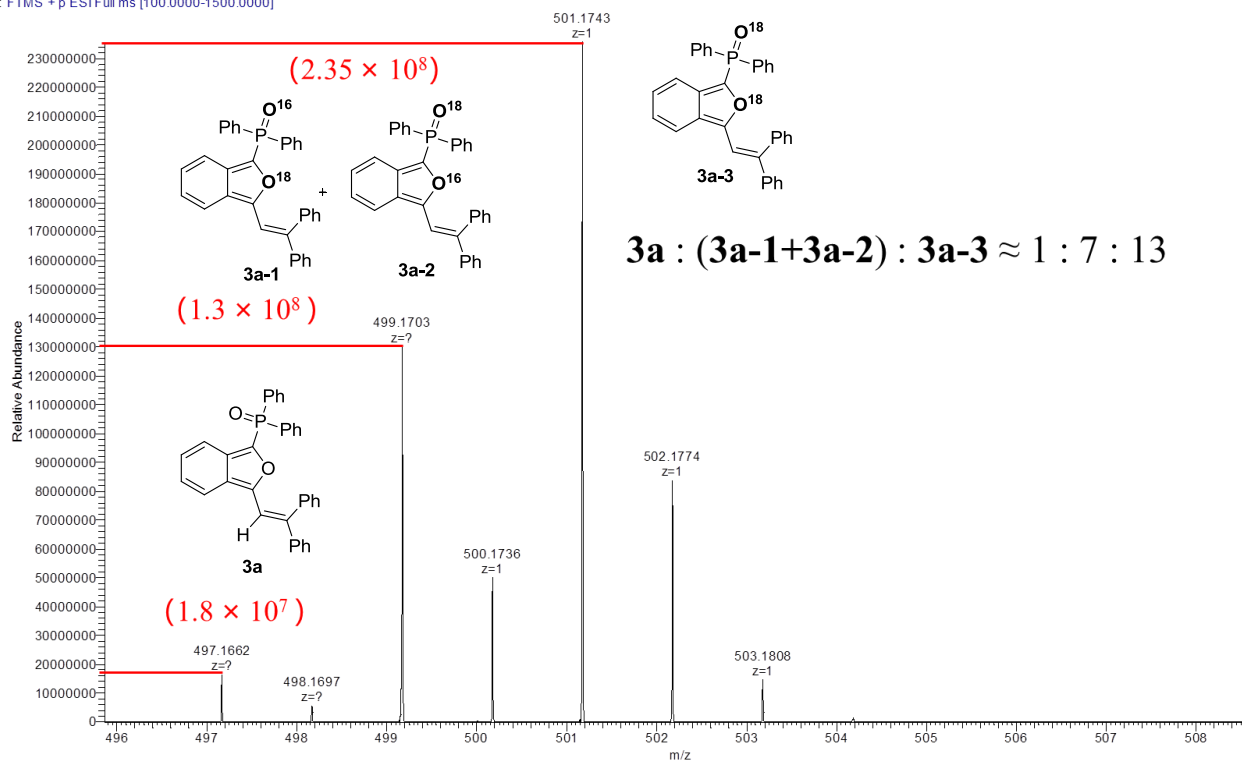 : FTMS + p ESI Full ms [100.0000-1500.0000]
501.1743
z=1
(2.35 × 10⁸)
O¹⁶
Ph
P
Ph
O¹⁸
Ph
Ph
3a-1
+
O¹⁸
Ph
P
Ph
O¹⁶
Ph
Ph
3a-2
O¹⁸
Ph
P
Ph
O¹⁸
Ph
Ph
3a-3
3a : (3a-1+3a-2) : 3a-3 ≈ 1 : 7 : 13
(1.3 × 10⁸)
499.1703
z=?
Ph
O
P
Ph
O
Ph
H
Ph
3a
(1.8 × 10⁷)
497.1662
z=?
498.1697
z=?
500.1736
z=1
502.1774
z=1
503.1808
z=1
Relative Abundance
230000000
220000000
210000000
200000000
190000000
180000000
170000000
160000000
150000000
140000000
130000000
120000000
110000000
100000000
90000000
80000000
70000000
60000000
50000000
40000000
30000000
20000000
10000000
0
496 497 498 499 500 501 502 503 504 505 506 507 508
m/z